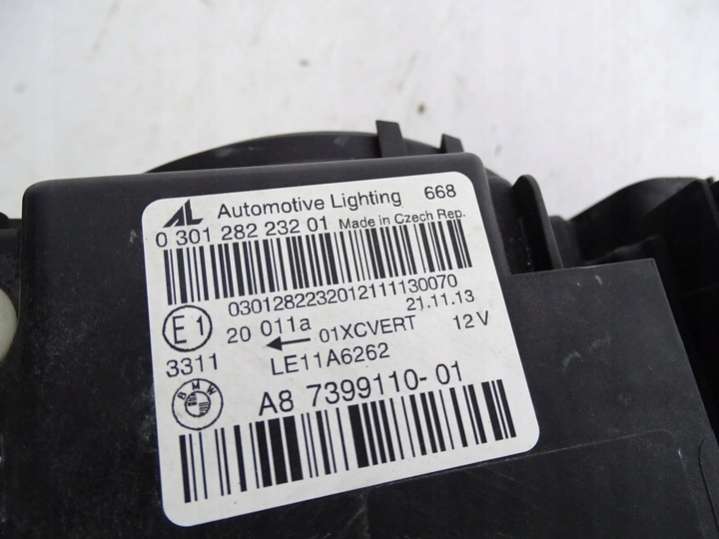 AL Automotive Lighting 668
0 301 282 232 01 Made in Czech Rep.
0301282232012111130070
21.11.13
E1 20 011a 01XCVERT 12 V
3311 LE11A6262
BMW A8 7399110-01